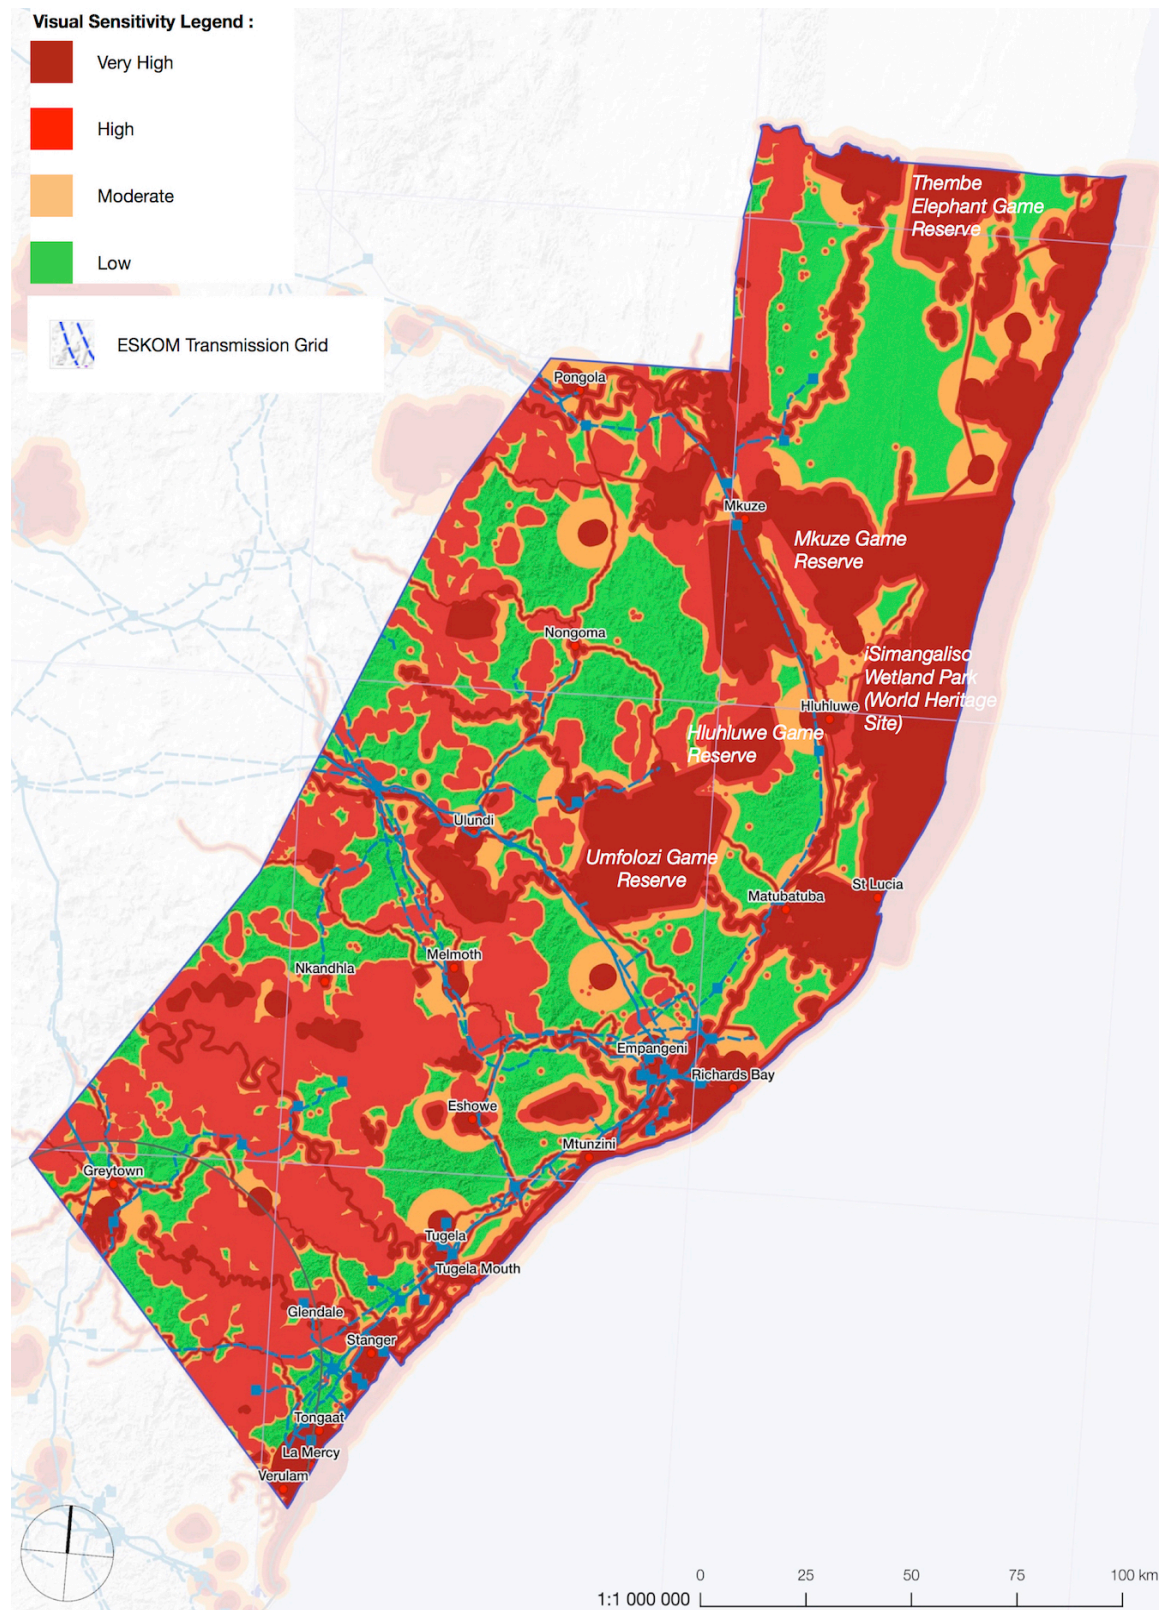 Visual Sensitivity Legend :
Very High
High
Moderate
Low
ESKOM Transmission Grid
Thembe
Elephant Game
Reserve
Pongola
Mkuze
Mkuze Game
Reserve
Nongoma
iSimangaliso
Wetland Park
(World Heritage
Site)
Hluhluwe
Hluhluwe Game
Reserve
Ulundi
Umfolozi Game
Reserve
St Lucia
Matubatuba
Melmoth
Nkandhla
Empangeni
Richards Bay
Eshowe
Mtunzini
Greytown
Tugela
Tugela Mouth
Glendale
Stanger
Tongaat
La Mercy
Verulam
0 25 50 75 100 km
1:1 000 000